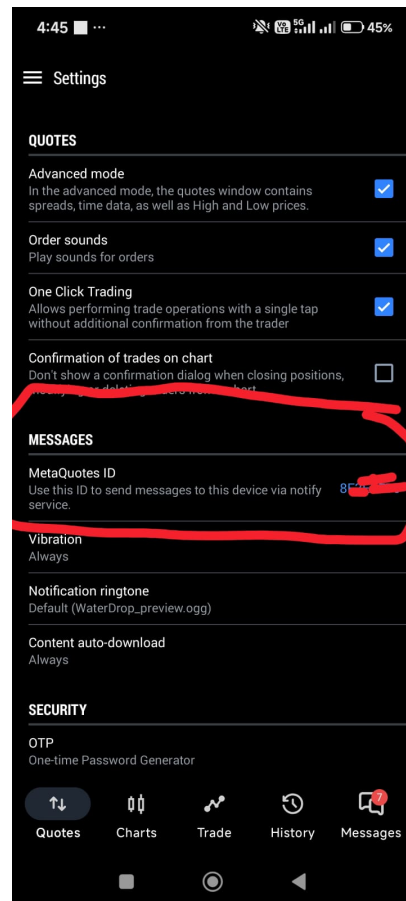 4:45 ...
VoLTE 5G 45%
Settings
QUOTES
Advanced mode
In the advanced mode, the quotes window contains
spreads, time data, as well as High and Low prices.
Order sounds
Play sounds for orders
One Click Trading
Allows performing trade operations with a single tap
without additional confirmation from the trader
Confirmation of trades on chart
Don't show a confirmation dialog when closing positions,
MESSAGES
MetaQuotes ID
Use this ID to send messages to this device via notify
service.
Vibration
Always
Notification ringtone
Default (WaterDrop_preview.ogg)
Content auto-download
Always
SECURITY
OTP
One-time Password Generator
7
Quotes Charts Trade History Messages